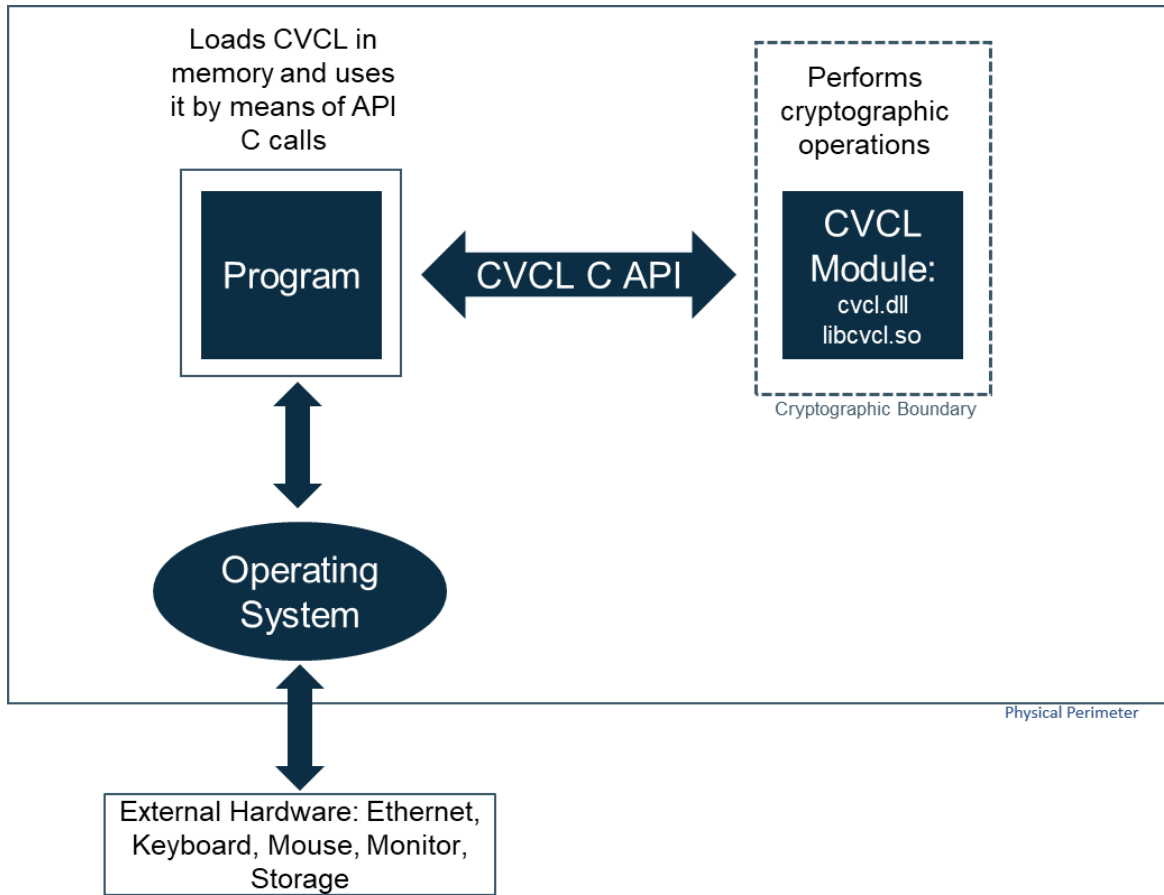 Loads CVCL in
memory and uses
it by means of API
C calls
Program
CVCL C API
Performs
cryptographic
operations
CVCL
Module:
cvcl.dll
libcvcl.so
Cryptographic Boundary
Operating
System
Physical Perimeter
External Hardware: Ethernet,
Keyboard, Mouse, Monitor,
Storage